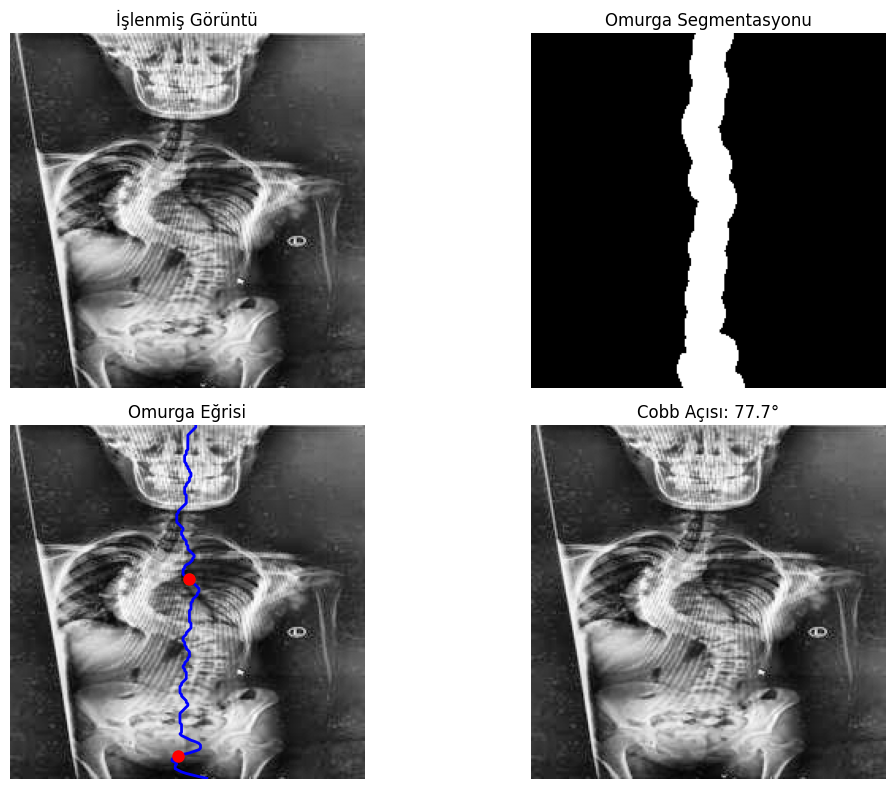 İşlenmiş Görüntü
Omurga Segmentasyonu
Omurga Eğrisi
Cobb Açısı: 77.7°